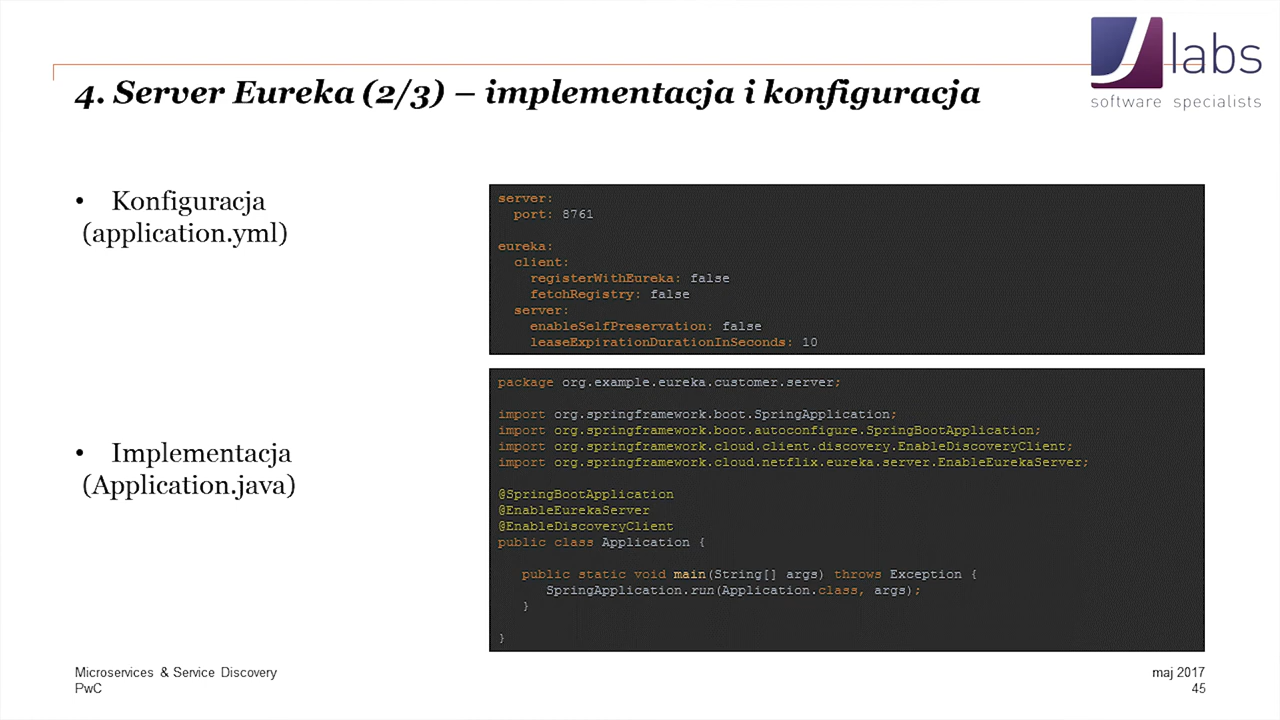 J labs
software specialists
4. Server Eureka (2/3) – implementacja i konfiguracja
• Konfiguracja
(application.yml)
server:
  port: 8761
eureka:
  client:
    registerWithEureka: false
    fetchRegistry: false
  server:
    enableSelfPreservation: false
    leaseExpirationDurationInSeconds: 10
• Implementacja
(Application.java)
package org.example.eureka.customer.server;
import org.springframework.boot.SpringApplication;
import org.springframework.boot.autoconfigure.SpringBootApplication;
import org.springframework.cloud.client.discovery.EnableDiscoveryClient;
import org.springframework.cloud.netflix.eureka.server.EnableEurekaServer;
@SpringBootApplication
@EnableEurekaServer
@EnableDiscoveryClient
public class Application {
   public static void main(String[] args) throws Exception {
      SpringApplication.run(Application.class, args);
   }
}
Microservices & Service Discovery
PwC
maj 2017
45